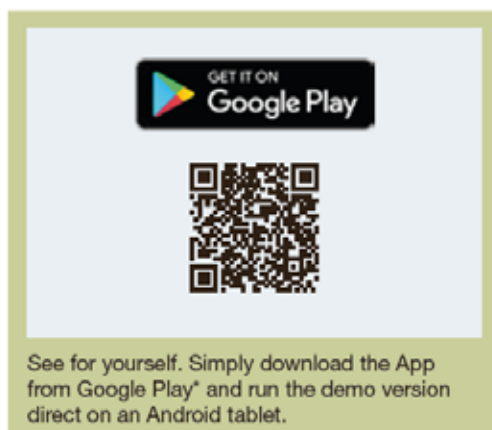 GET IT ON
Google Play
See for yourself. Simply download the App
from Google Play* and run the demo version
direct on an Android tablet.